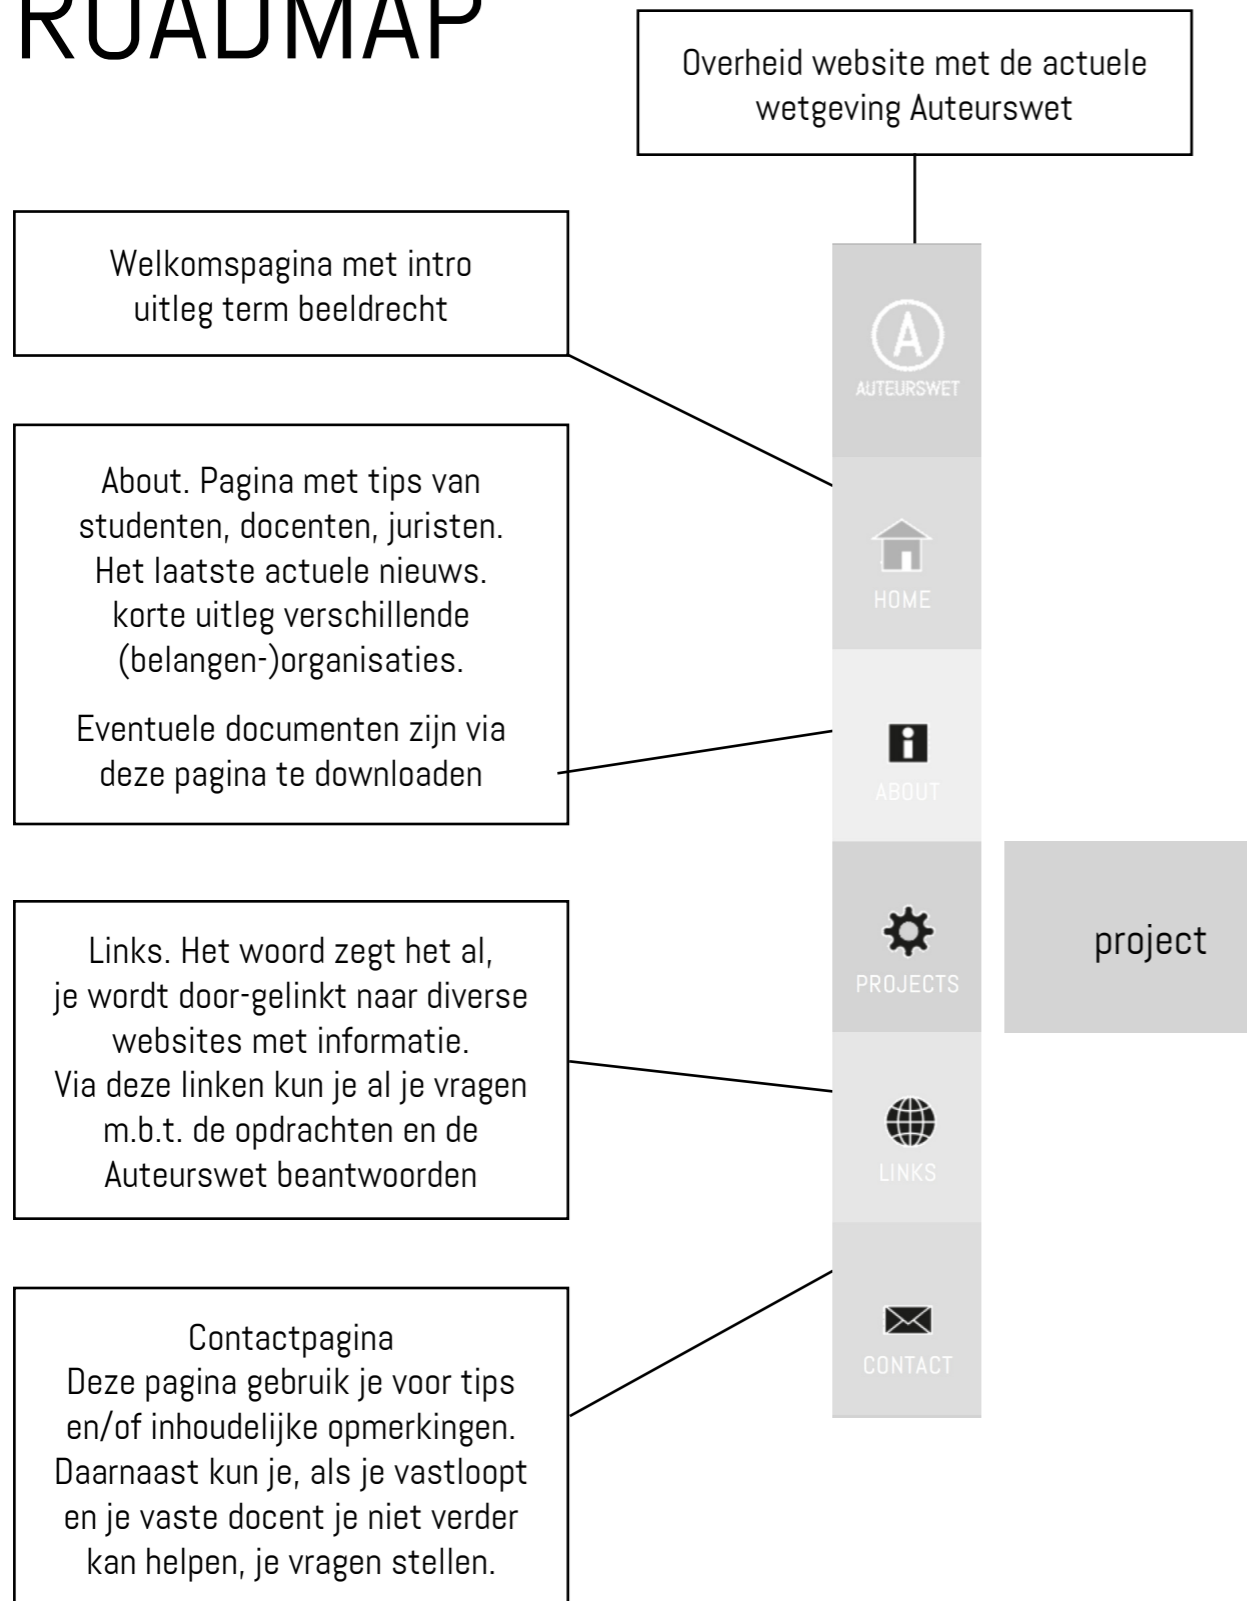 ROADMAP
Overheid website met de actuele
wetgeving Auteurswet
Welkomspagina met intro
uitleg term beeldrecht
About. Pagina met tips van
studenten, docenten, juristen.
Het laatste actuele nieuws.
korte uitleg verschillende
(belangen-)organisaties.
Eventuele documenten zijn via
deze pagina te downloaden
Links. Het woord zegt het al,
je wordt door-gelinkt naar diverse
websites met informatie.
Via deze linken kun je al je vragen
m.b.t. de opdrachten en de
Auteurswet beantwoorden
Contactpagina
Deze pagina gebruik je voor tips
en/of inhoudelijke opmerkingen.
Daarnaast kun je, als je vastloopt
en je vaste docent je niet verder
kan helpen, je vragen stellen.
A
AUTEURSWET
HOME
ABOUT
PROJECTS
LINKS
CONTACT
project